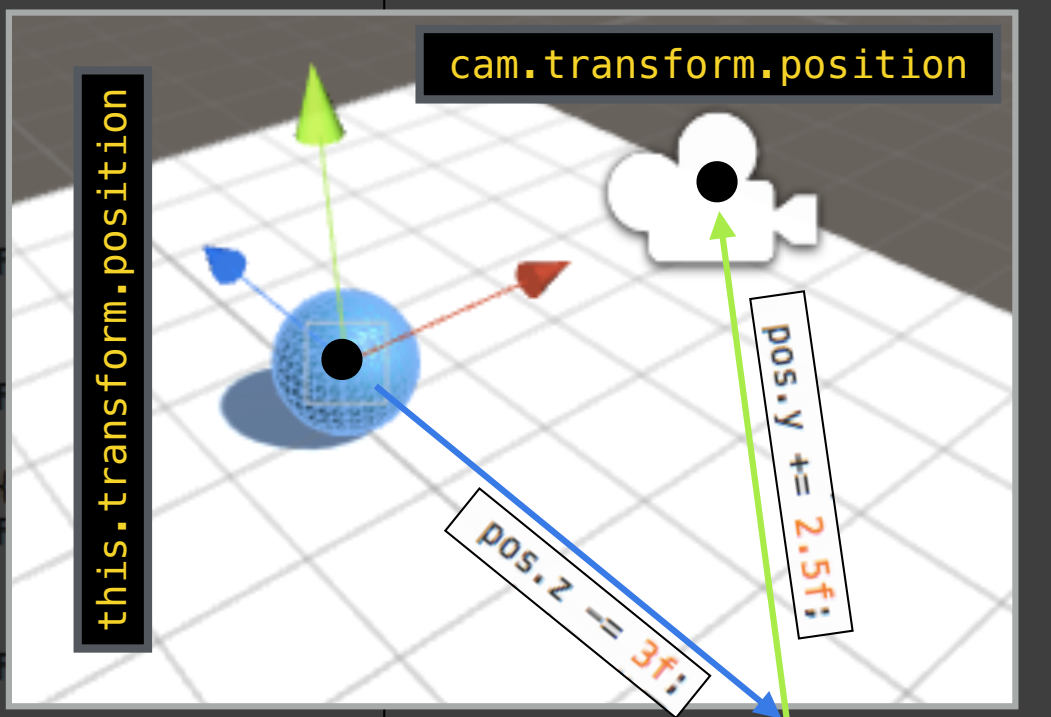 cam.transform.position
this.transform.position
pos.y += 2.5f;
pos.z -= 3f;